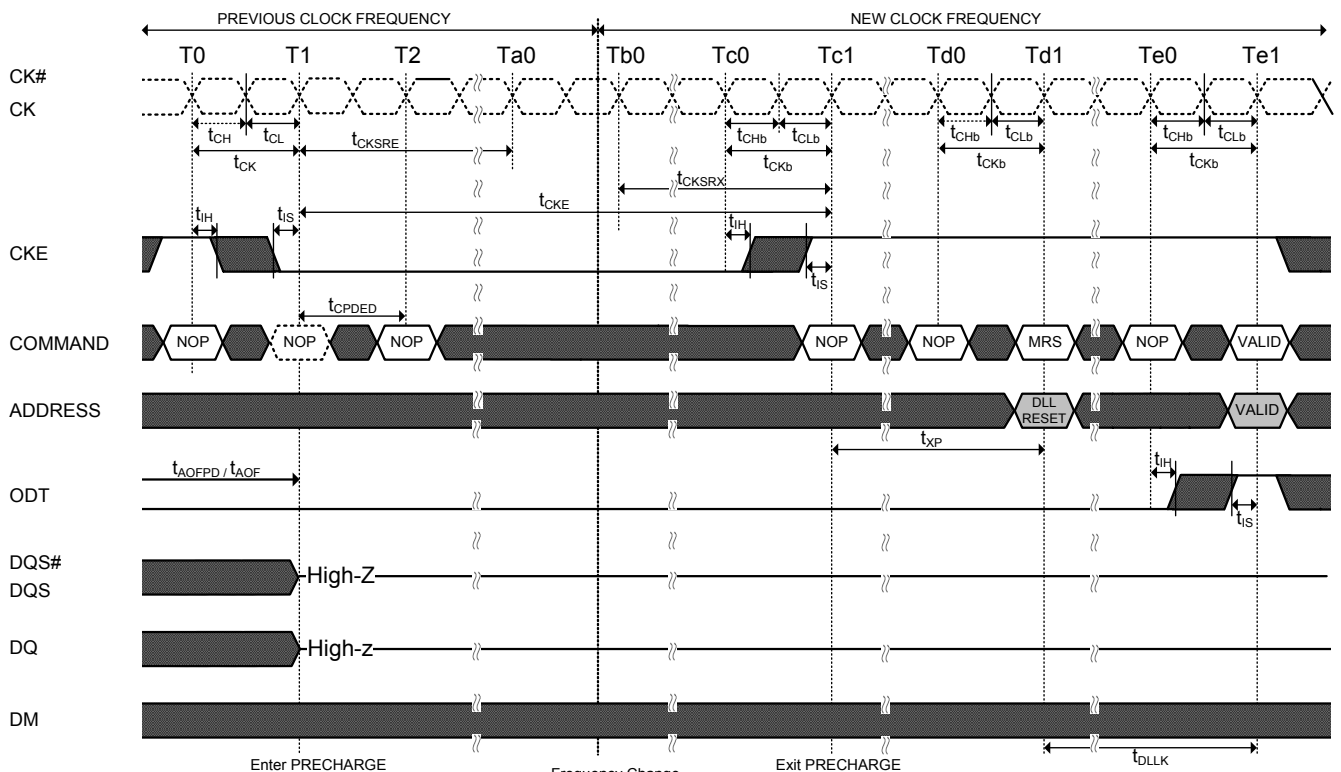 PREVIOUS CLOCK FREQUENCY NEW CLOCK FREQUENCY
T0 T1 T2 Ta0 Tb0 Tc0 Tc1 Td0 Td1 Te0 Te1
CK#
CK
tCH tCL tCKSRE tCHb tCLb tCHb tCLb tCHb tCLb
tCK tCKb tCKb tCKb
tCKSRX
tCKE
tIH tIS tIH
CKE
tIS
tCPDED
COMMAND NOP NOP NOP NOP NOP MRS NOP VALID
ADDRESS DLL RESET VALID
tXP
tAOFPD / tAOF tIH
ODT
tIS
DQS#
DQS High-Z
DQ High-z
DM
tDLLK
Enter PRECHARGE Frequency Change Exit PRECHARGE